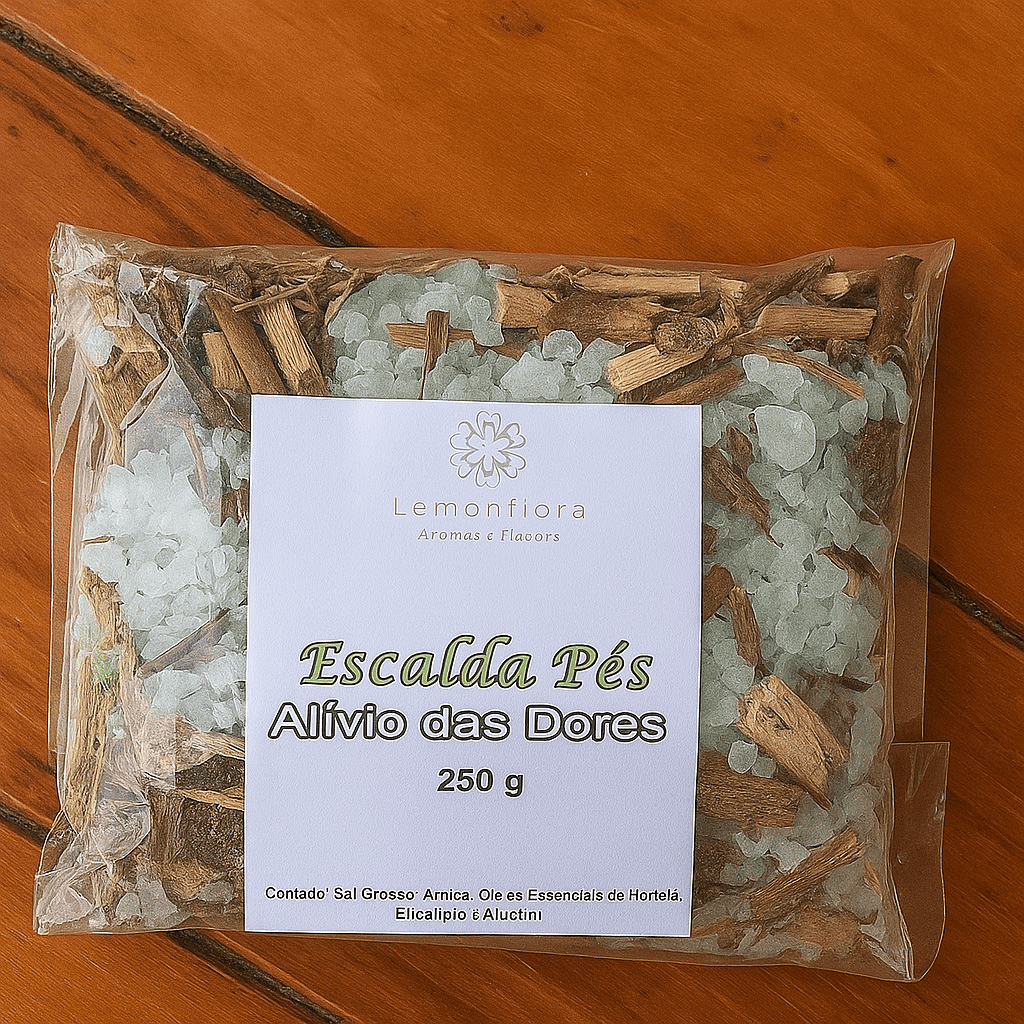 Lemonfiora
Aromas e Flavors
Escalda Pés
Alívio das Dores
250 g
Contado' Sal Grosso: Arnica. Ole es Essenciais de Hortelá,
Elicalipio è Aluctini